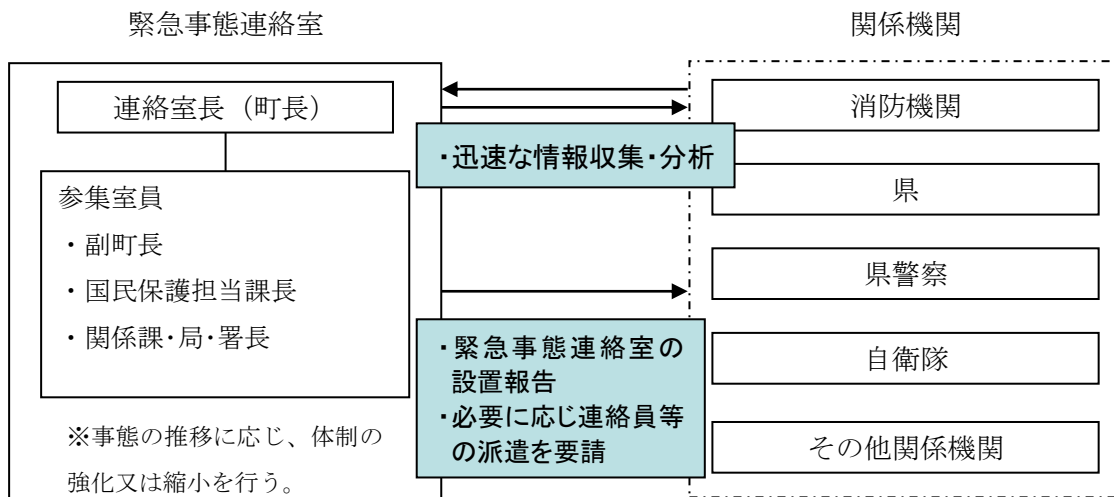 緊急事態連絡室
関係機関
連絡室長（町長）
参集室員
・副町長
・国民保護担当課長
・関係課・局・署長
※事態の推移に応じ、体制の
強化又は縮小を行う。
・迅速な情報収集・分析
・緊急事態連絡室の
設置報告
・必要に応じ連絡員等
の派遣を要請
消防機関
県
県警察
自衛隊
その他関係機関